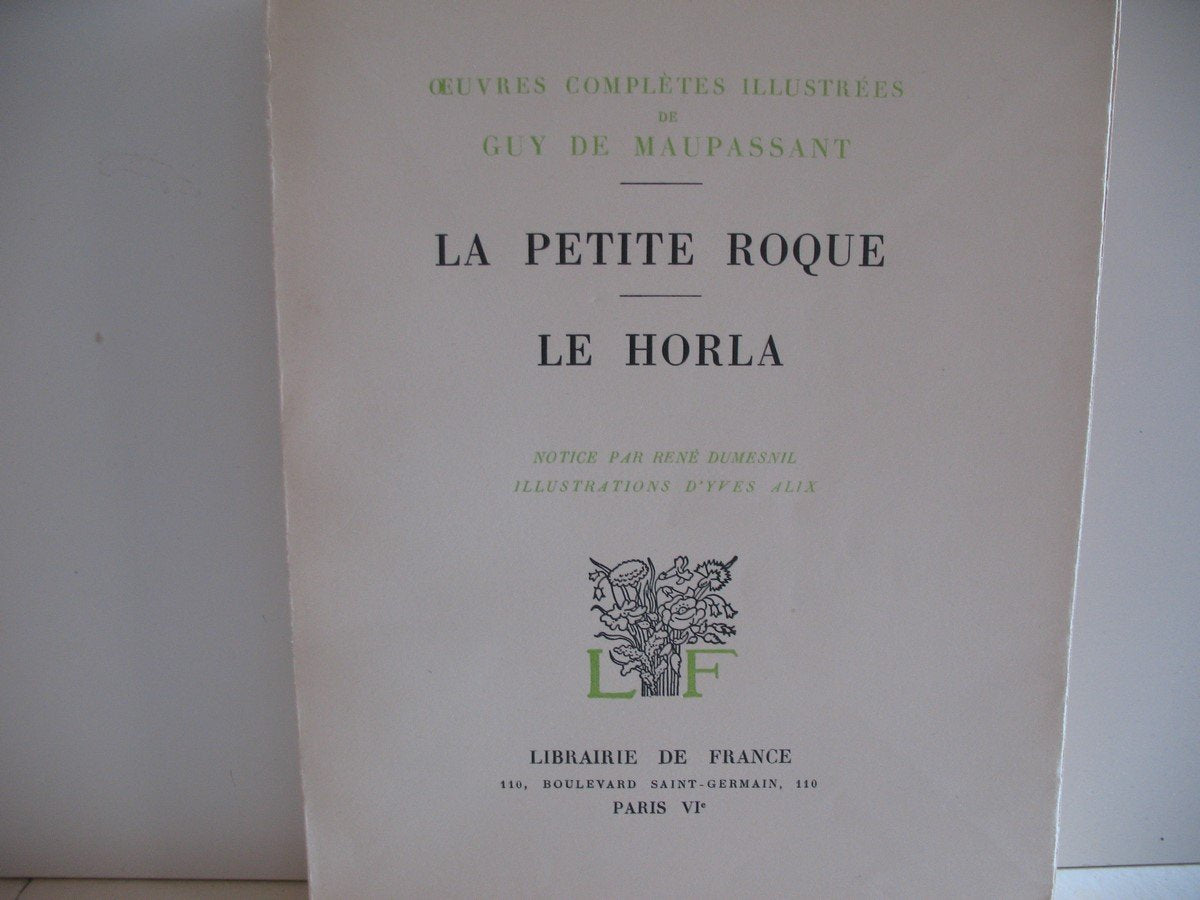 ŒUVRES COMPLÈTES ILLUSTRÉES
DE
GUY DE MAUPASSANT
LA PETITE ROQUE
LE HORLA
NOTICE PAR RENÉ DUMESNIL
ILLUSTRATIONS D'YVES ALIX
L F
LIBRAIRIE DE FRANCE
110, BOULEVARD SAINT-GERMAIN, 110
PARIS VIe